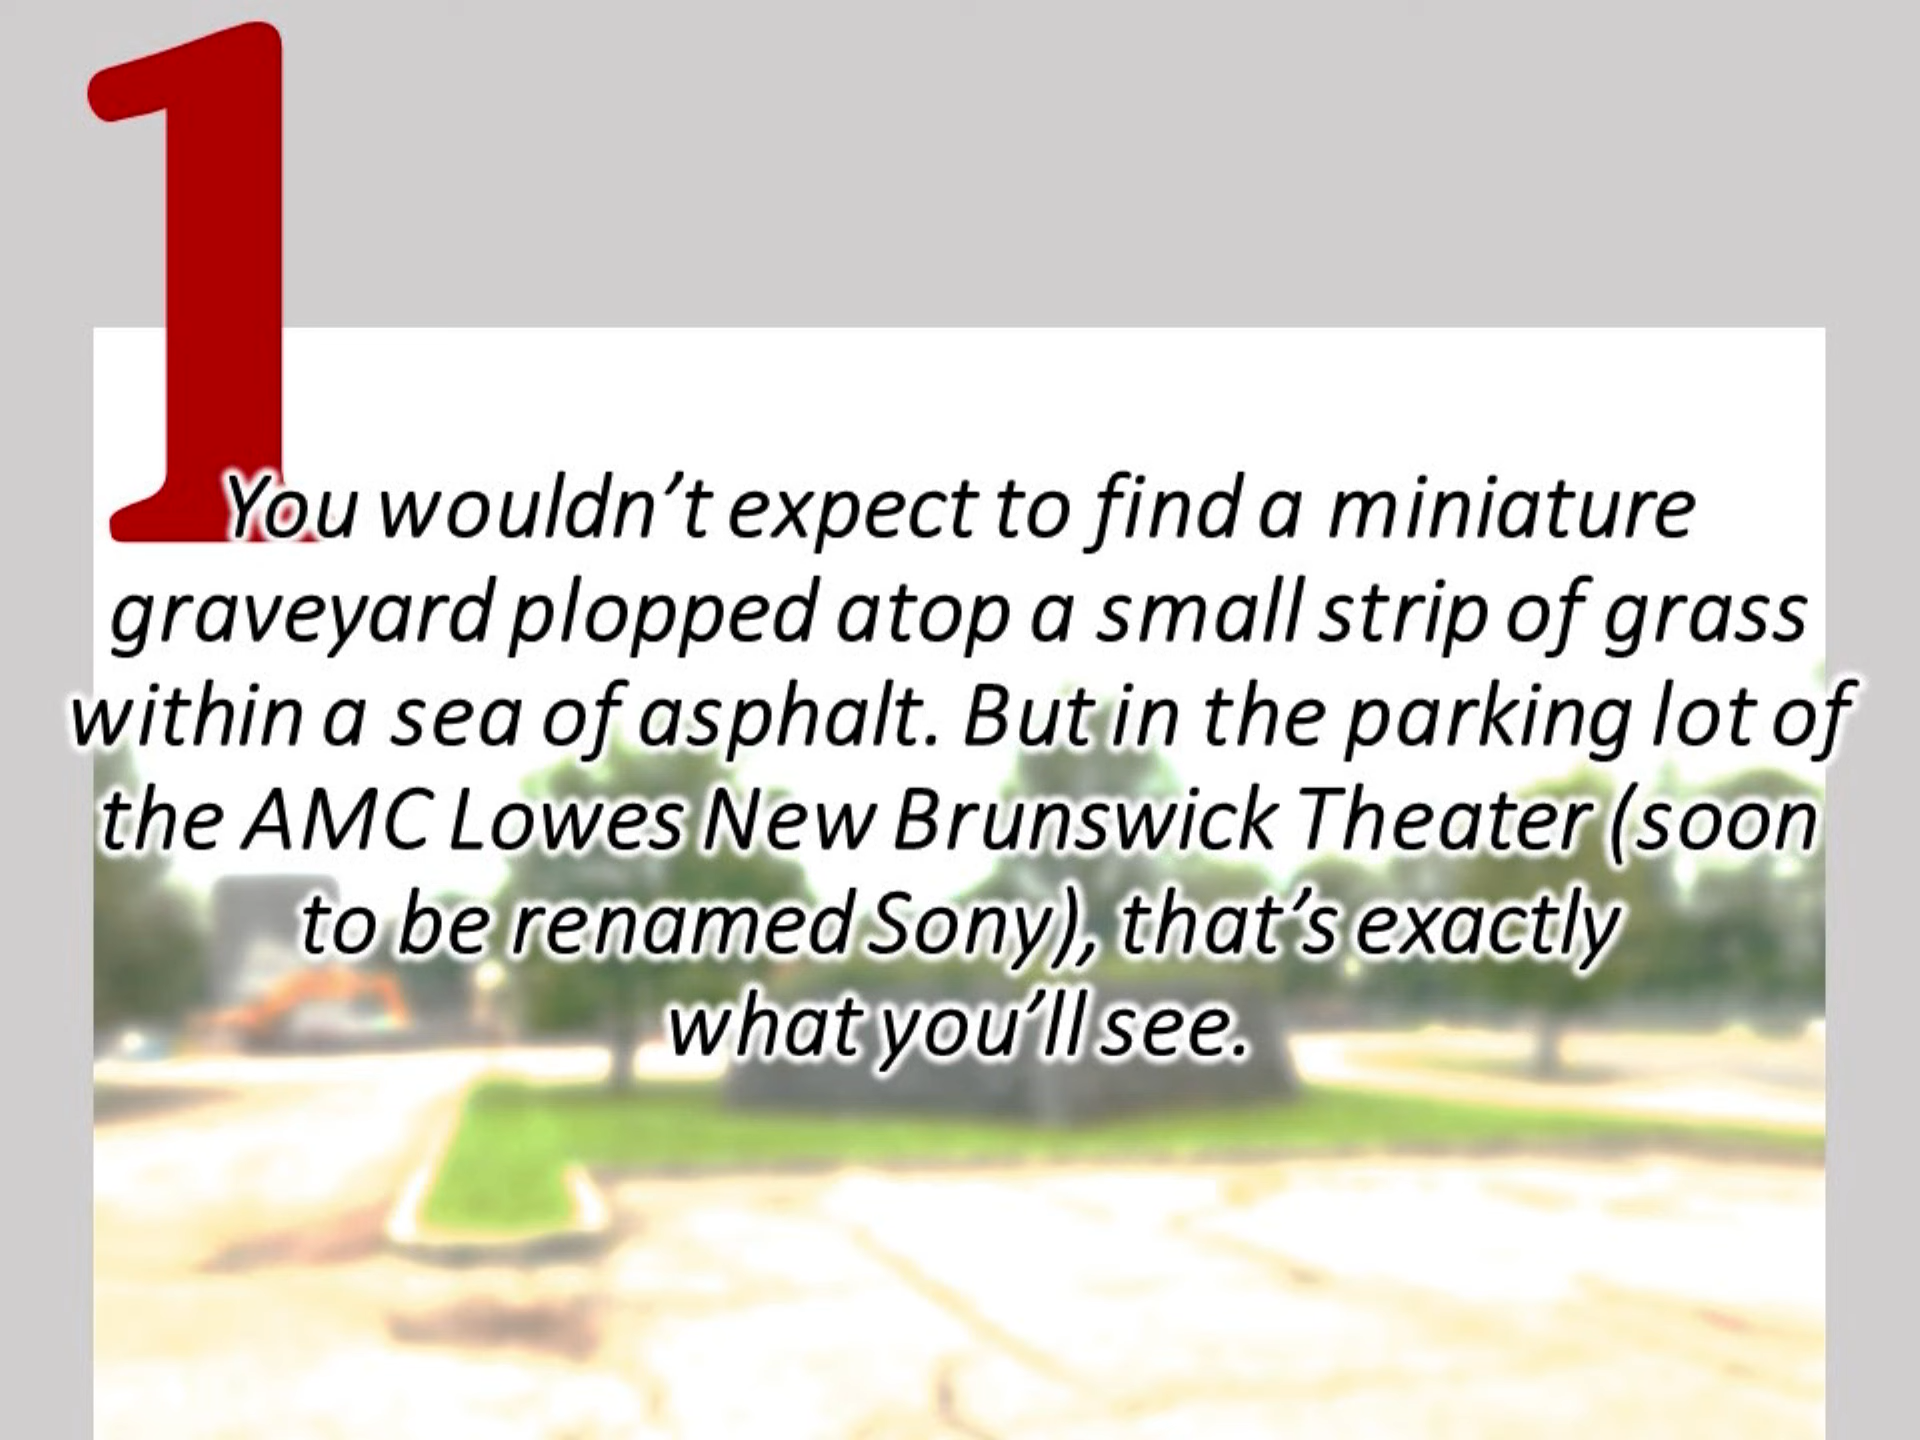 1
You wouldn’t expect to find a miniature
graveyard plopped atop a small strip of grass
within a sea of asphalt. But in the parking lot of
the AMC Lowes New Brunswick Theater (soon
to be renamed Sony), that’s exactly
what you’ll see.